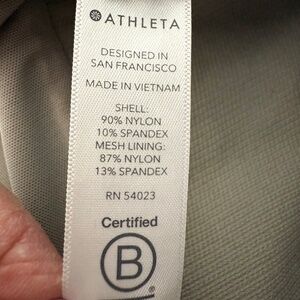 ATHLETA
DESIGNED IN
SAN FRANCISCO
MADE IN VIETNAM
SHELL:
90% NYLON
10% SPANDEX
MESH LINING:
87% NYLON
13% SPANDEX
RN 54023
Certified
B